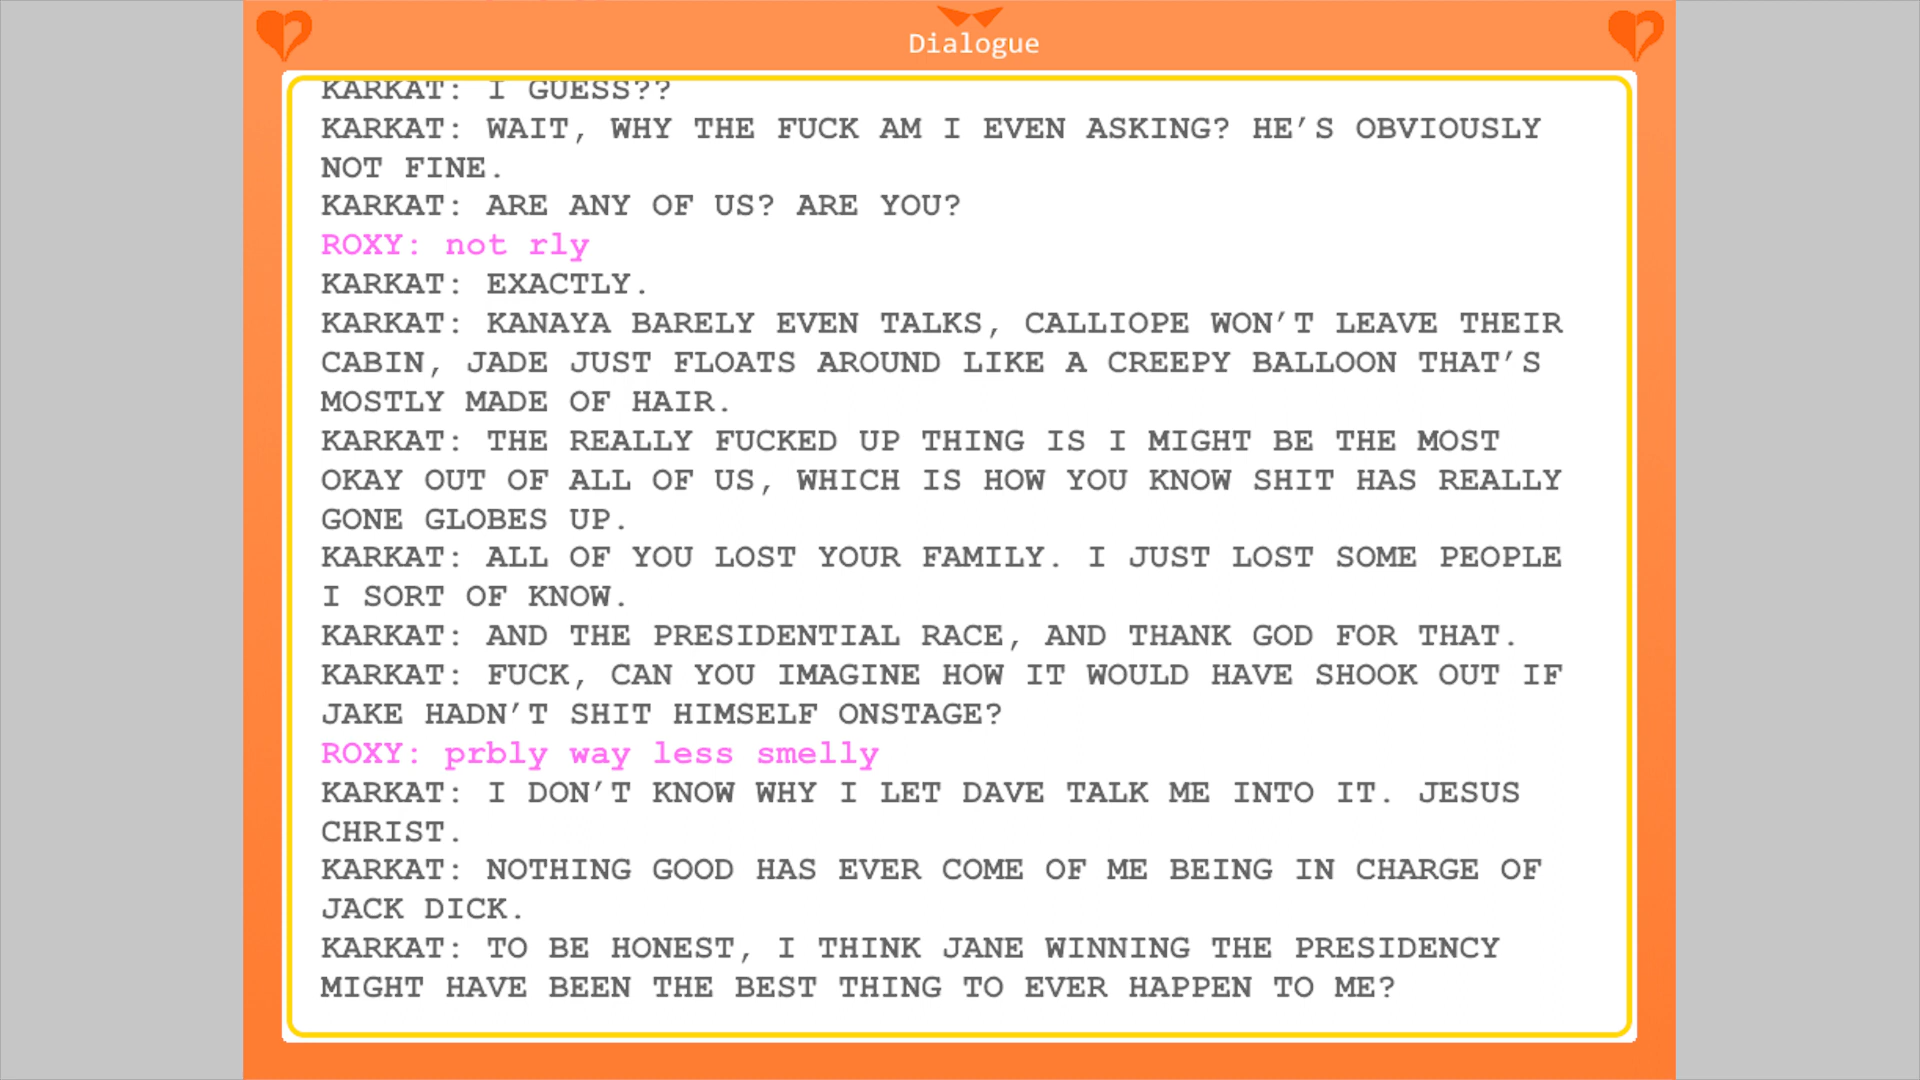 Dialogue
KARKAT: I GUESS??
KARKAT: WAIT, WHY THE FUCK AM I EVEN ASKING? HE'S OBVIOUSLY
NOT FINE.
KARKAT: ARE ANY OF US? ARE YOU?
ROXY: not rly
KARKAT: EXACTLY.
KARKAT: KANAYA BARELY EVEN TALKS, CALLIOPE WON'T LEAVE THEIR
CABIN, JADE JUST FLOATS AROUND LIKE A CREEPY BALLOON THAT'S
MOSTLY MADE OF HAIR.
KARKAT: THE REALLY FUCKED UP THING IS I MIGHT BE THE MOST
OKAY OUT OF ALL OF US, WHICH IS HOW YOU KNOW SHIT HAS REALLY
GONE GLOBES UP.
KARKAT: ALL OF YOU LOST YOUR FAMILY. I JUST LOST SOME PEOPLE
I SORT OF KNOW.
KARKAT: AND THE PRESIDENTIAL RACE, AND THANK GOD FOR THAT.
KARKAT: FUCK, CAN YOU IMAGINE HOW IT WOULD HAVE SHOOK OUT IF
JAKE HADN'T SHIT HIMSELF ONSTAGE?
ROXY: prbly way less smelly
KARKAT: I DON'T KNOW WHY I LET DAVE TALK ME INTO IT. JESUS
CHRIST.
KARKAT: NOTHING GOOD HAS EVER COME OF ME BEING IN CHARGE OF
JACK DICK.
KARKAT: TO BE HONEST, I THINK JANE WINNING THE PRESIDENCY
MIGHT HAVE BEEN THE BEST THING TO EVER HAPPEN TO ME?